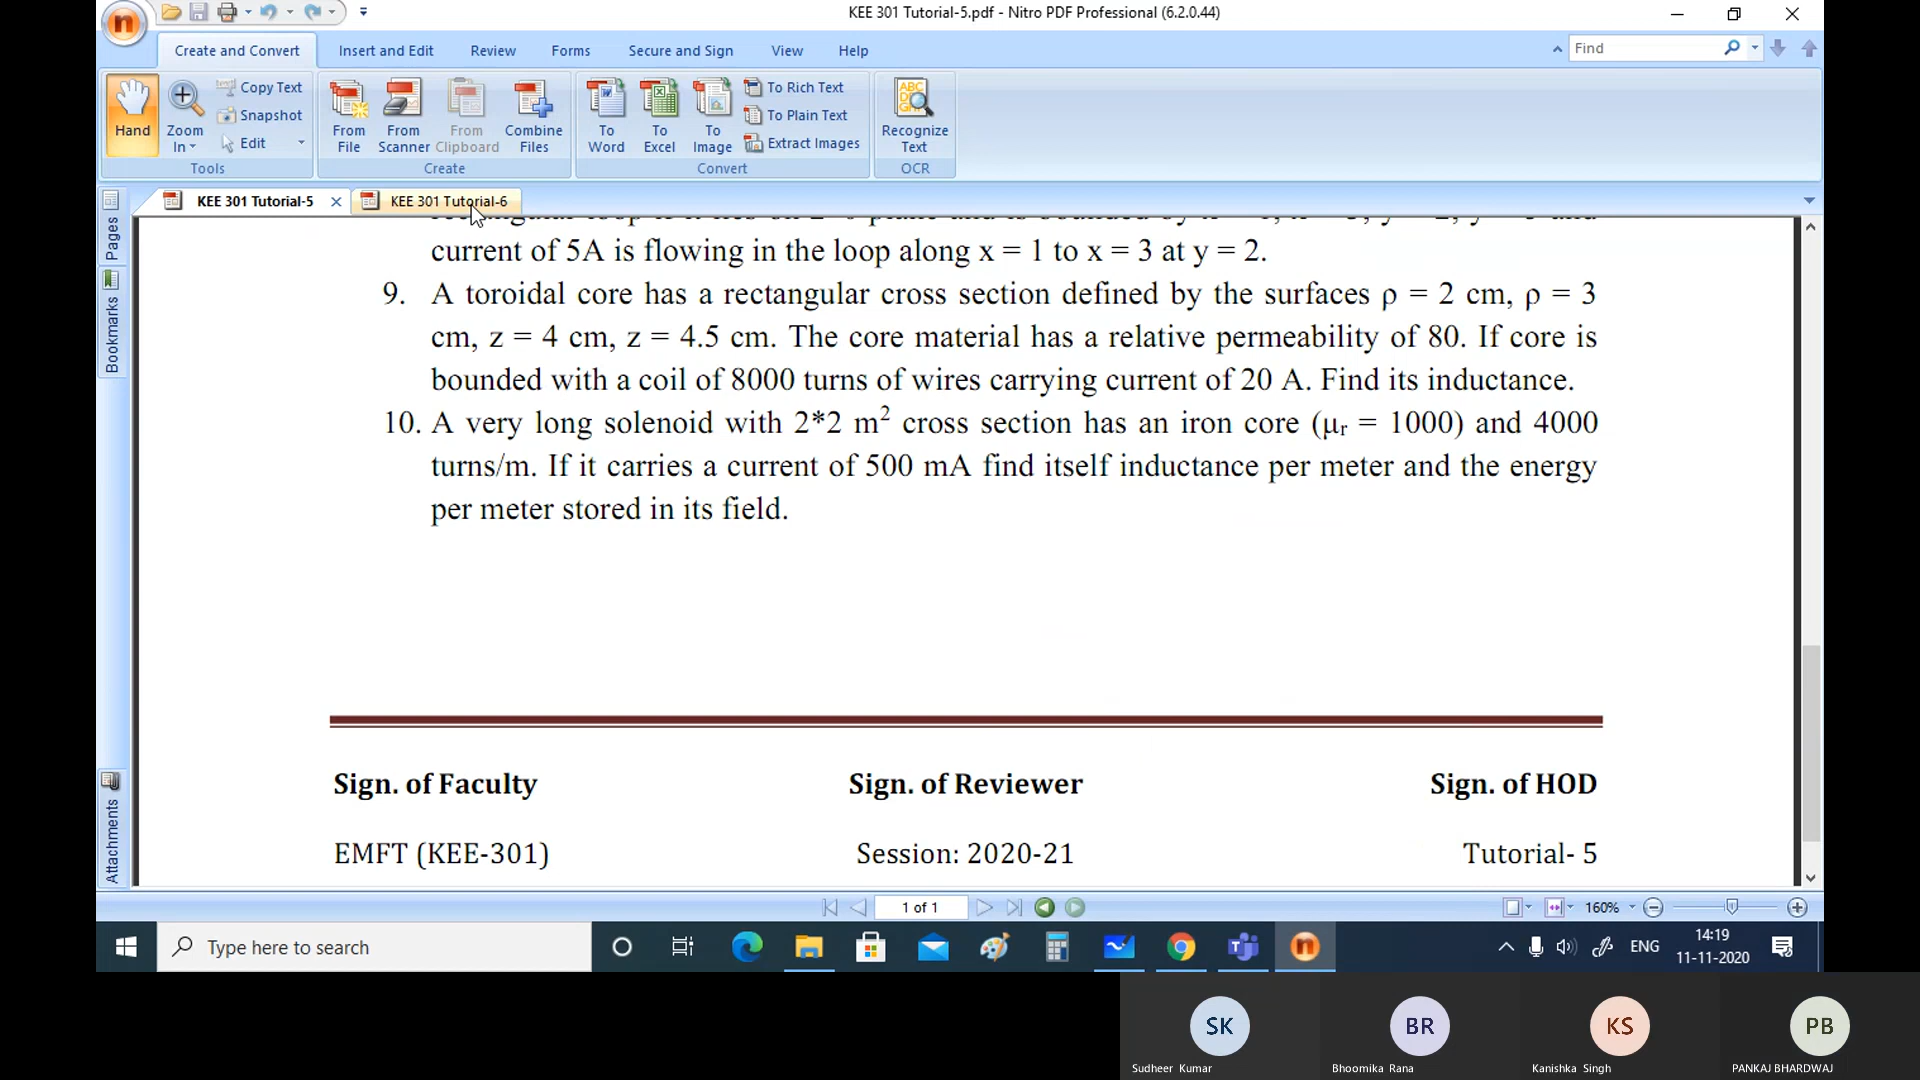 KEE 301 Tutorial-5.pdf - Nitro PDF Professional (6.2.0.44)
Create and Convert
Insert and Edit
Review
Forms
Secure and Sign
View
Help
Find
Hand
Zoom In
Copy Text
Snapshot
Edit
Tools
From File
From Scanner
From Clipboard
Combine Files
Create
To Word
To Excel
To Image
To Rich Text
To Plain Text
Extract Images
Convert
Recognize Text
OCR
KEE 301 Tutorial-5
KEE 301 Tutorial-6
Pages
Bookmarks
Attachments
current of 5A is flowing in the loop along x = 1 to x = 3 at y = 2.
9. A toroidal core has a rectangular cross section defined by the surfaces ρ = 2 cm, ρ = 3
cm, z = 4 cm, z = 4.5 cm. The core material has a relative permeability of 80. If core is
bounded with a coil of 8000 turns of wires carrying current of 20 A. Find its inductance.
10. A very long solenoid with 2*2 m² cross section has an iron core (μr = 1000) and 4000
turns/m. If it carries a current of 500 mA find itself inductance per meter and the energy
per meter stored in its field.
Sign. of Faculty Sign. of Reviewer Sign. of HOD
EMFT (KEE-301) Session: 2020-21 Tutorial- 5
1 of 1
160%
Type here to search
ENG
14:19
11-11-2020
SK BR KS PB
Sudheer Kumar Bhoomika Rana Kanishka Singh PANKAJ BHARDWAJ